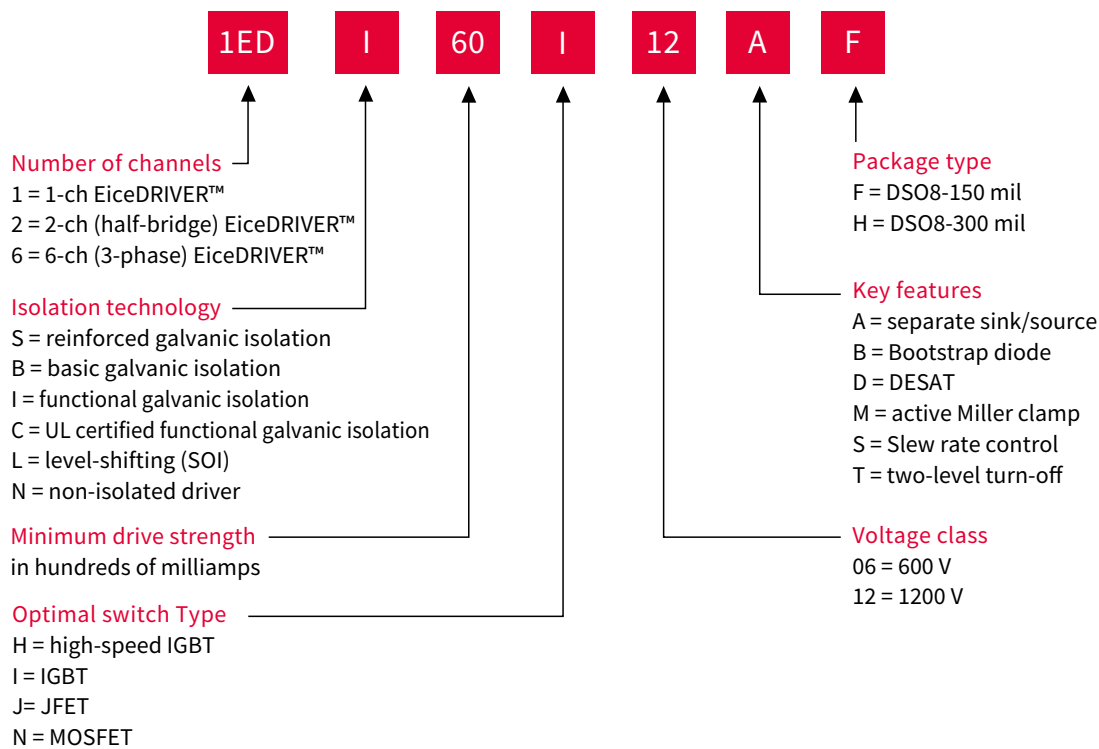 1ED I 60 I 12 A F
Number of channels
1 = 1-ch EiceDRIVER™
2 = 2-ch (half-bridge) EiceDRIVER™
6 = 6-ch (3-phase) EiceDRIVER™
Isolation technology
S = reinforced galvanic isolation
B = basic galvanic isolation
I = functional galvanic isolation
C = UL certified functional galvanic isolation
L = level-shifting (SOI)
N = non-isolated driver
Minimum drive strength
in hundreds of milliamps
Optimal switch Type
H = high-speed IGBT
I = IGBT
J= JFET
N = MOSFET
Package type
F = DSO8-150 mil
H = DSO8-300 mil
Key features
A = separate sink/source
B = Bootstrap diode
D = DESAT
M = active Miller clamp
S = Slew rate control
T = two-level turn-off
Voltage class
06 = 600 V
12 = 1200 V